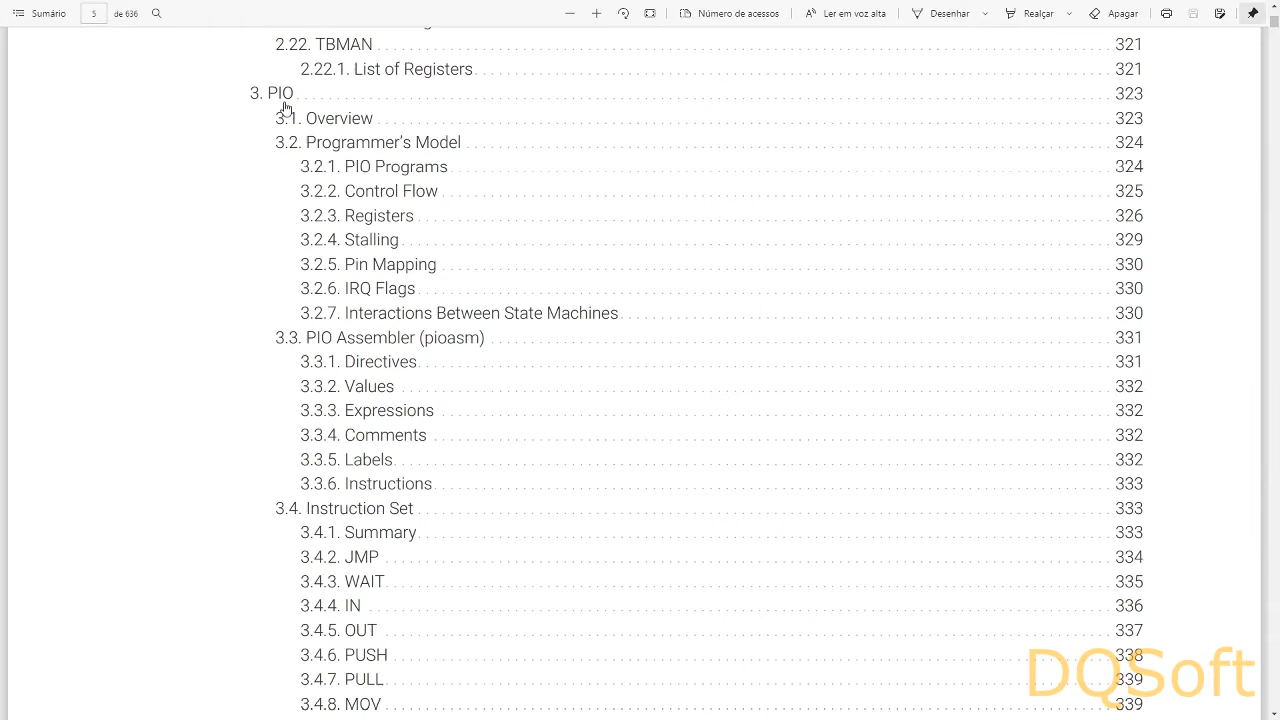 Sumário 5 de 636 Número de acessos Ler em voz alta Desenhar Realçar Apagar
2.22. TBMAN 321
2.22.1. List of Registers 321
3. PIO 323
3.1. Overview 323
3.2. Programmer’s Model 324
3.2.1. PIO Programs 324
3.2.2. Control Flow 325
3.2.3. Registers 326
3.2.4. Stalling 329
3.2.5. Pin Mapping 330
3.2.6. IRQ Flags 330
3.2.7. Interactions Between State Machines 330
3.3. PIO Assembler (pioasm) 331
3.3.1. Directives 331
3.3.2. Values 332
3.3.3. Expressions 332
3.3.4. Comments 332
3.3.5. Labels 332
3.3.6. Instructions 333
3.4. Instruction Set 333
3.4.1. Summary 333
3.4.2. JMP 334
3.4.3. WAIT 335
3.4.4. IN 336
3.4.5. OUT 337
3.4.6. PUSH 338
3.4.7. PULL 339
3.4.8. MOV 339
DQSoft